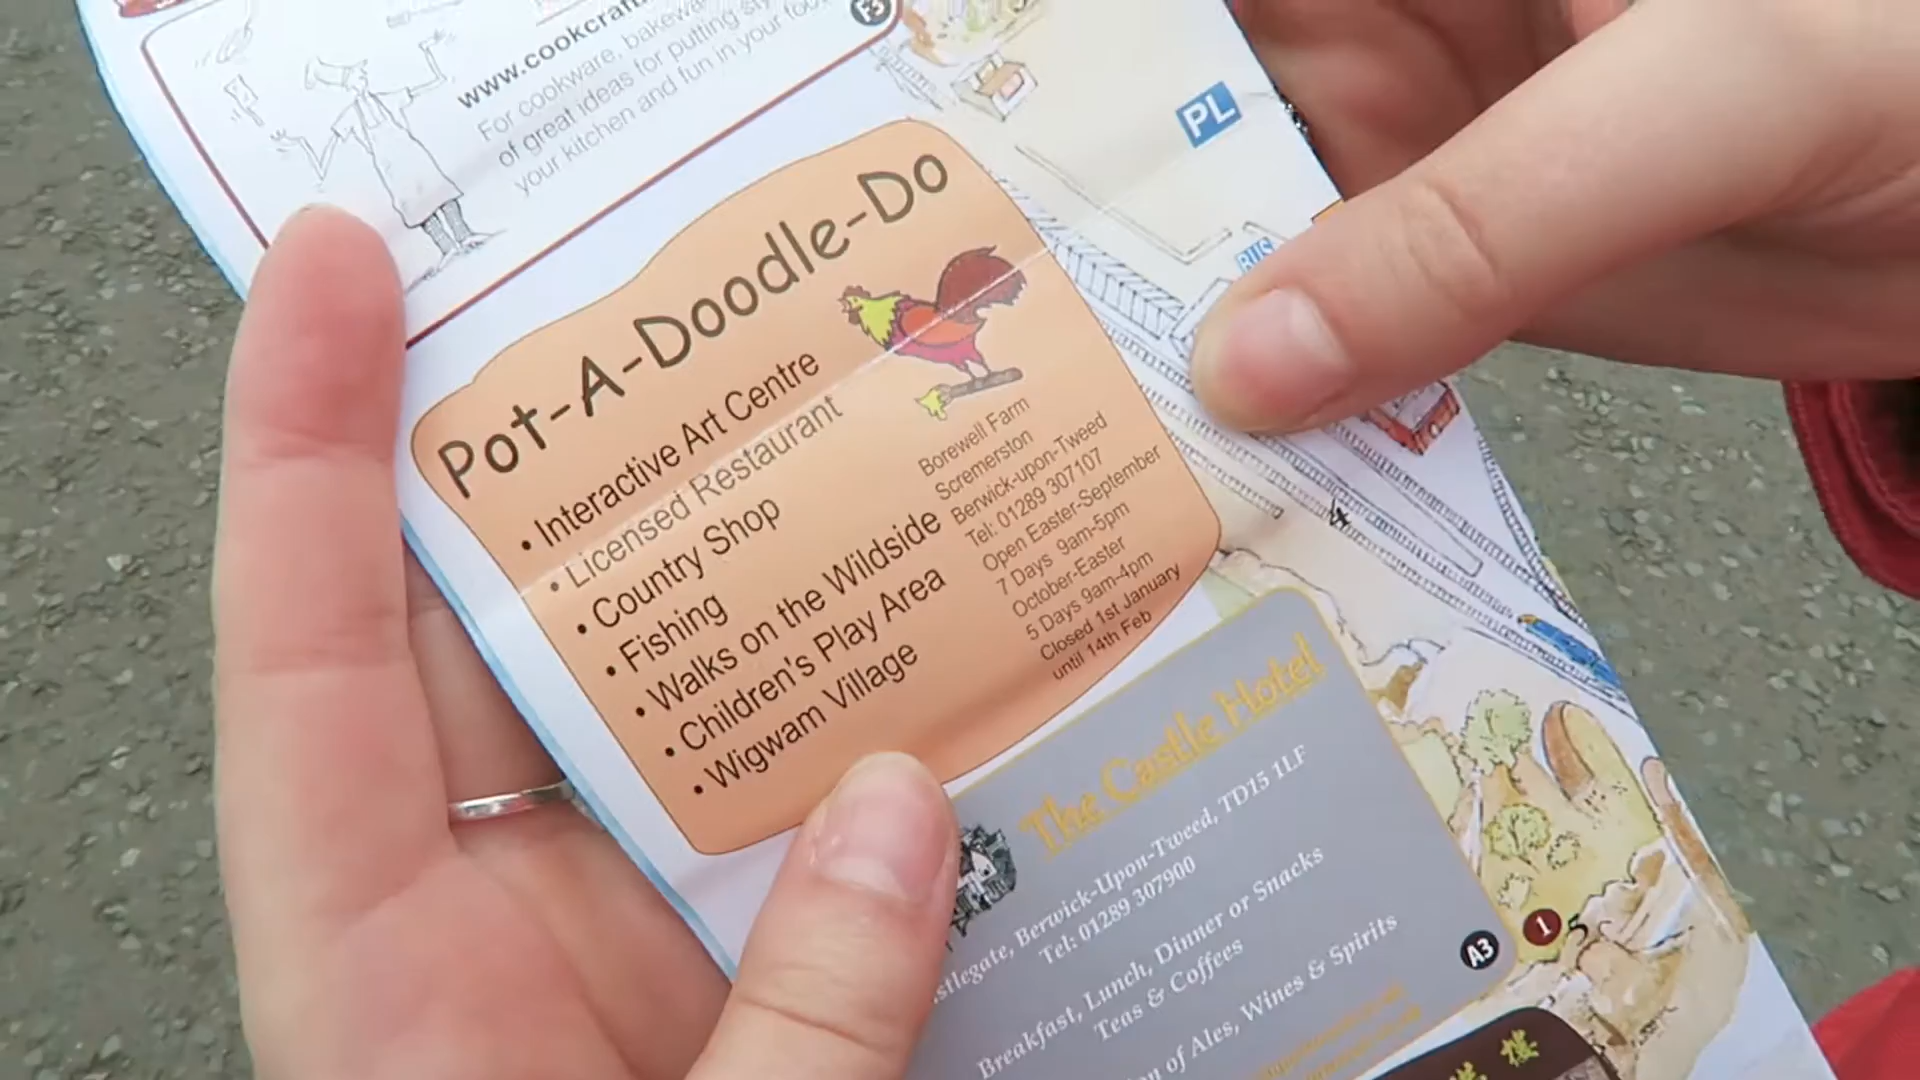 www.cookcraft
For cookware, bakeware
of great ideas for putting
your kitchen and fun in your
F3
PL
BUS
Pot-A-Doodle-Do
• Interactive Art Centre
• Licensed Restaurant
• Country Shop
• Fishing
• Walks on the Wildside
• Children's Play Area
• Wigwam Village
Borewell Farm
Scremerston
Berwick-upon-Tweed
Tel: 01289 307107
Open Easter-September
7 Days 9am-5pm
October-Easter
5 Days 9am-4pm
Closed 1st January
until 14th Feb
The Castle Hotel
stlegate, Berwick-Upon-Tweed, TD15 1LF
Tel: 01289 307900
Breakfast, Lunch, Dinner or Snacks
Teas & Coffees
of Ales, Wines & Spirits
A3
1
5